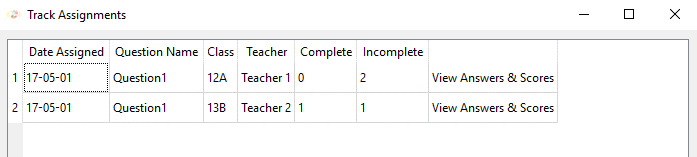 Track Assignments
Date Assigned Question Name Class Teacher Complete Incomplete
1 17-05-01 Question1 12A Teacher 1 0 2 View Answers & Scores
2 17-05-01 Question1 13B Teacher 2 1 1 View Answers & Scores